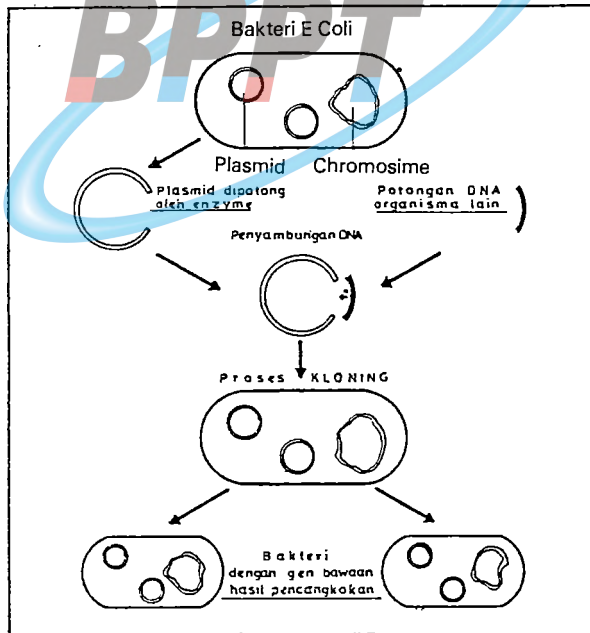 BPPT
Bakteri E Coli
Plasmid Chromosime
Plasmid dipotong
oleh enzyme
Potongan DNA
organisma lain
Penyambungan DNA
Proses KLONING
Bakteri
dengan gen bawaan
hasil pencangkokan